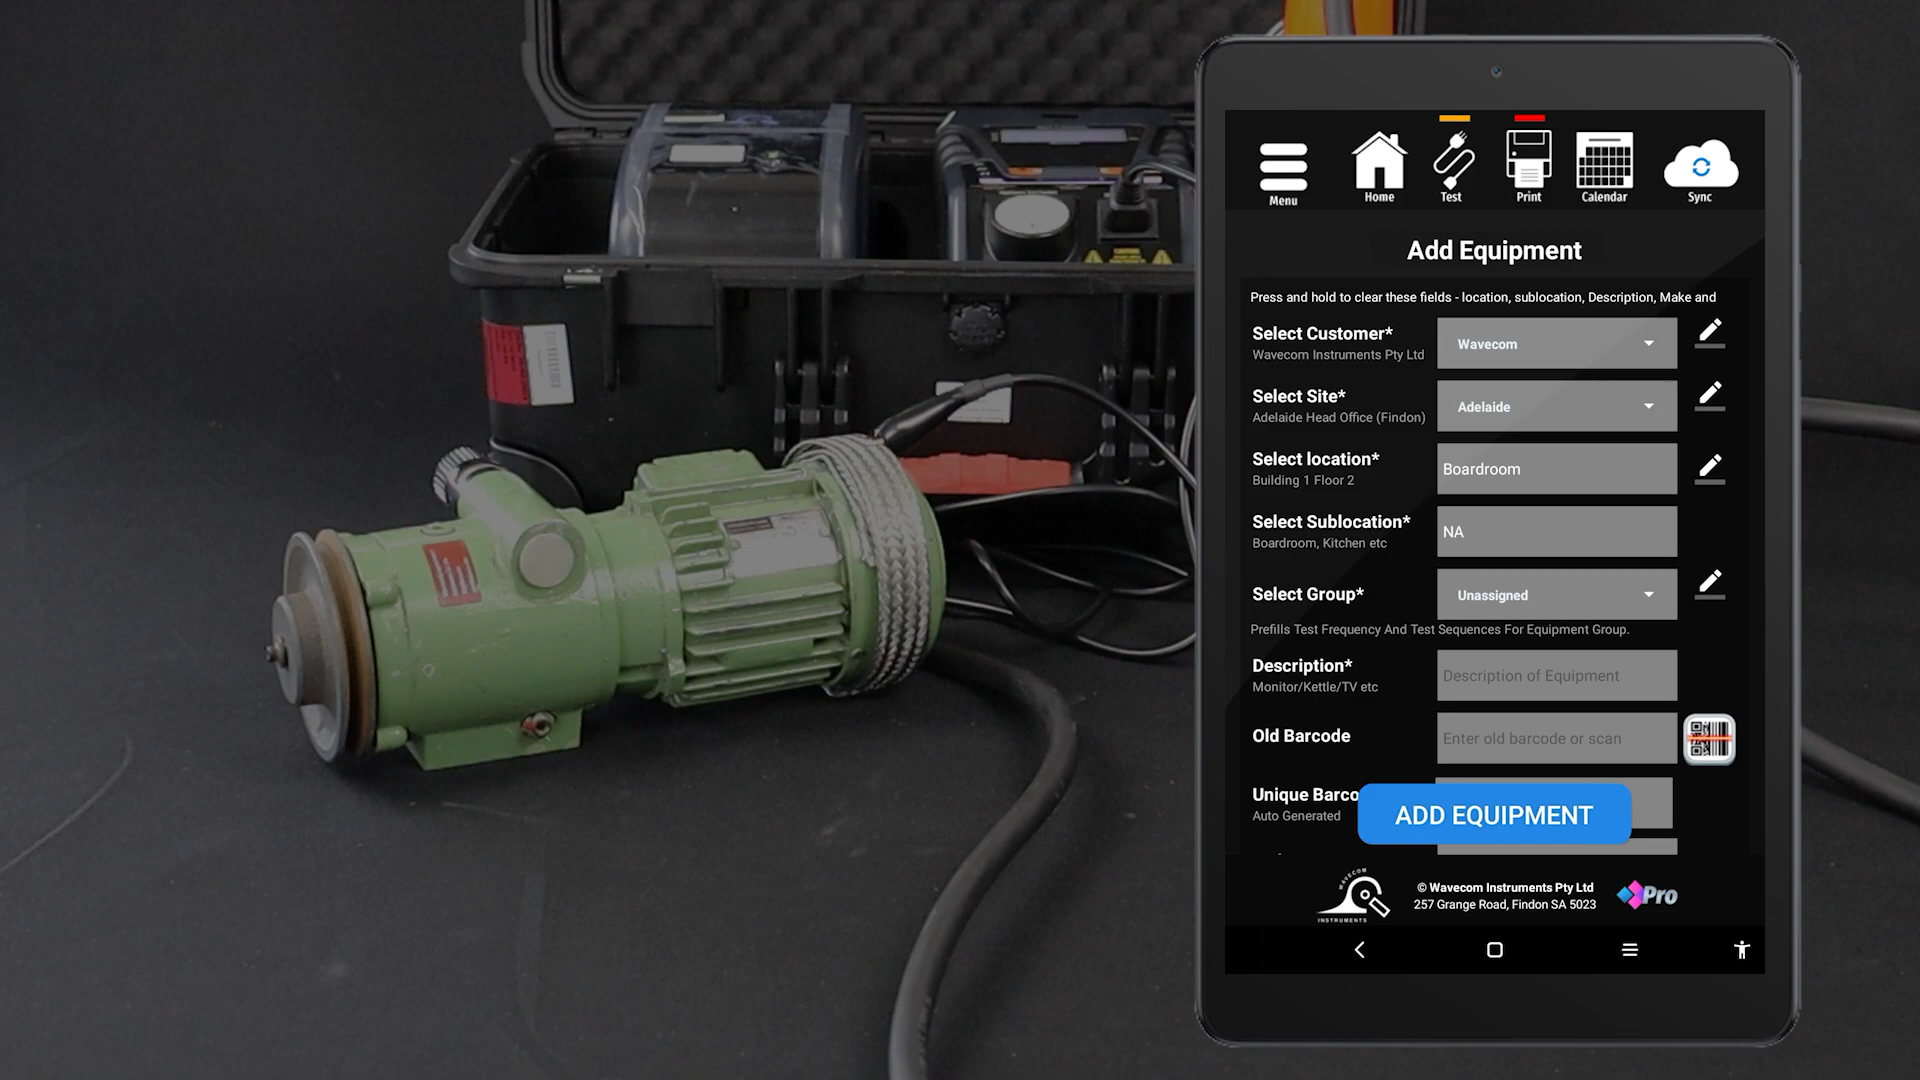 Menu
Home
Test
Print
Calendar
Sync
Add Equipment
Press and hold to clear these fields - location, sublocation, Description, Make and
Select Customer*
Wavecom Instruments Pty Ltd
Wavecom
Select Site*
Adelaide Head Office (Findon)
Adelaide
Select location*
Building 1 Floor 2
Boardroom
Select Sublocation*
Boardroom, Kitchen etc
NA
Select Group*
Unassigned
Prefills Test Frequency And Test Sequences For Equipment Group.
Description*
Monitor/Kettle/TV etc
Description of Equipment
Old Barcode
Enter old barcode or scan
Unique Barco
Auto Generated
ADD EQUIPMENT
WAVECOM
INSTRUMENTS
© Wavecom Instruments Pty Ltd
257 Grange Road, Findon SA 5023
Pro